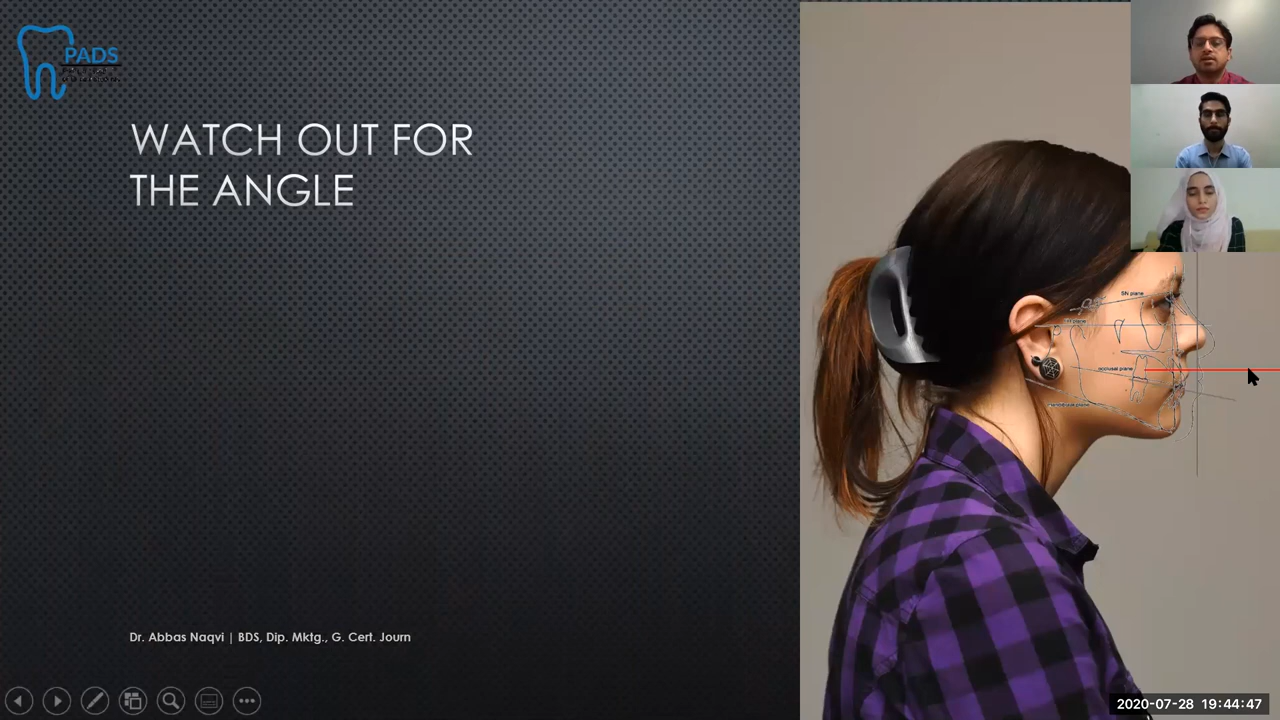 PADS
WATCH OUT FOR
THE ANGLE
SN plane
occlusal plane
mandibular plane
Dr. Abbas Naqvi | BDS, Dip. Mktg., G. Cert. Journ
2020-07-28 19:44:47